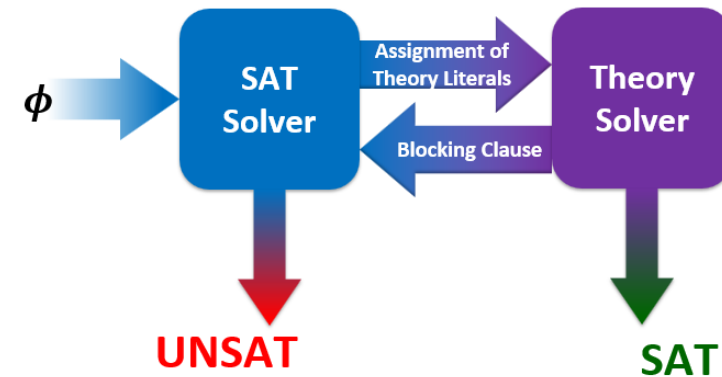 ϕ
SAT
Solver
Assignment of
Theory Literals
Blocking Clause
Theory
Solver
UNSAT
SAT